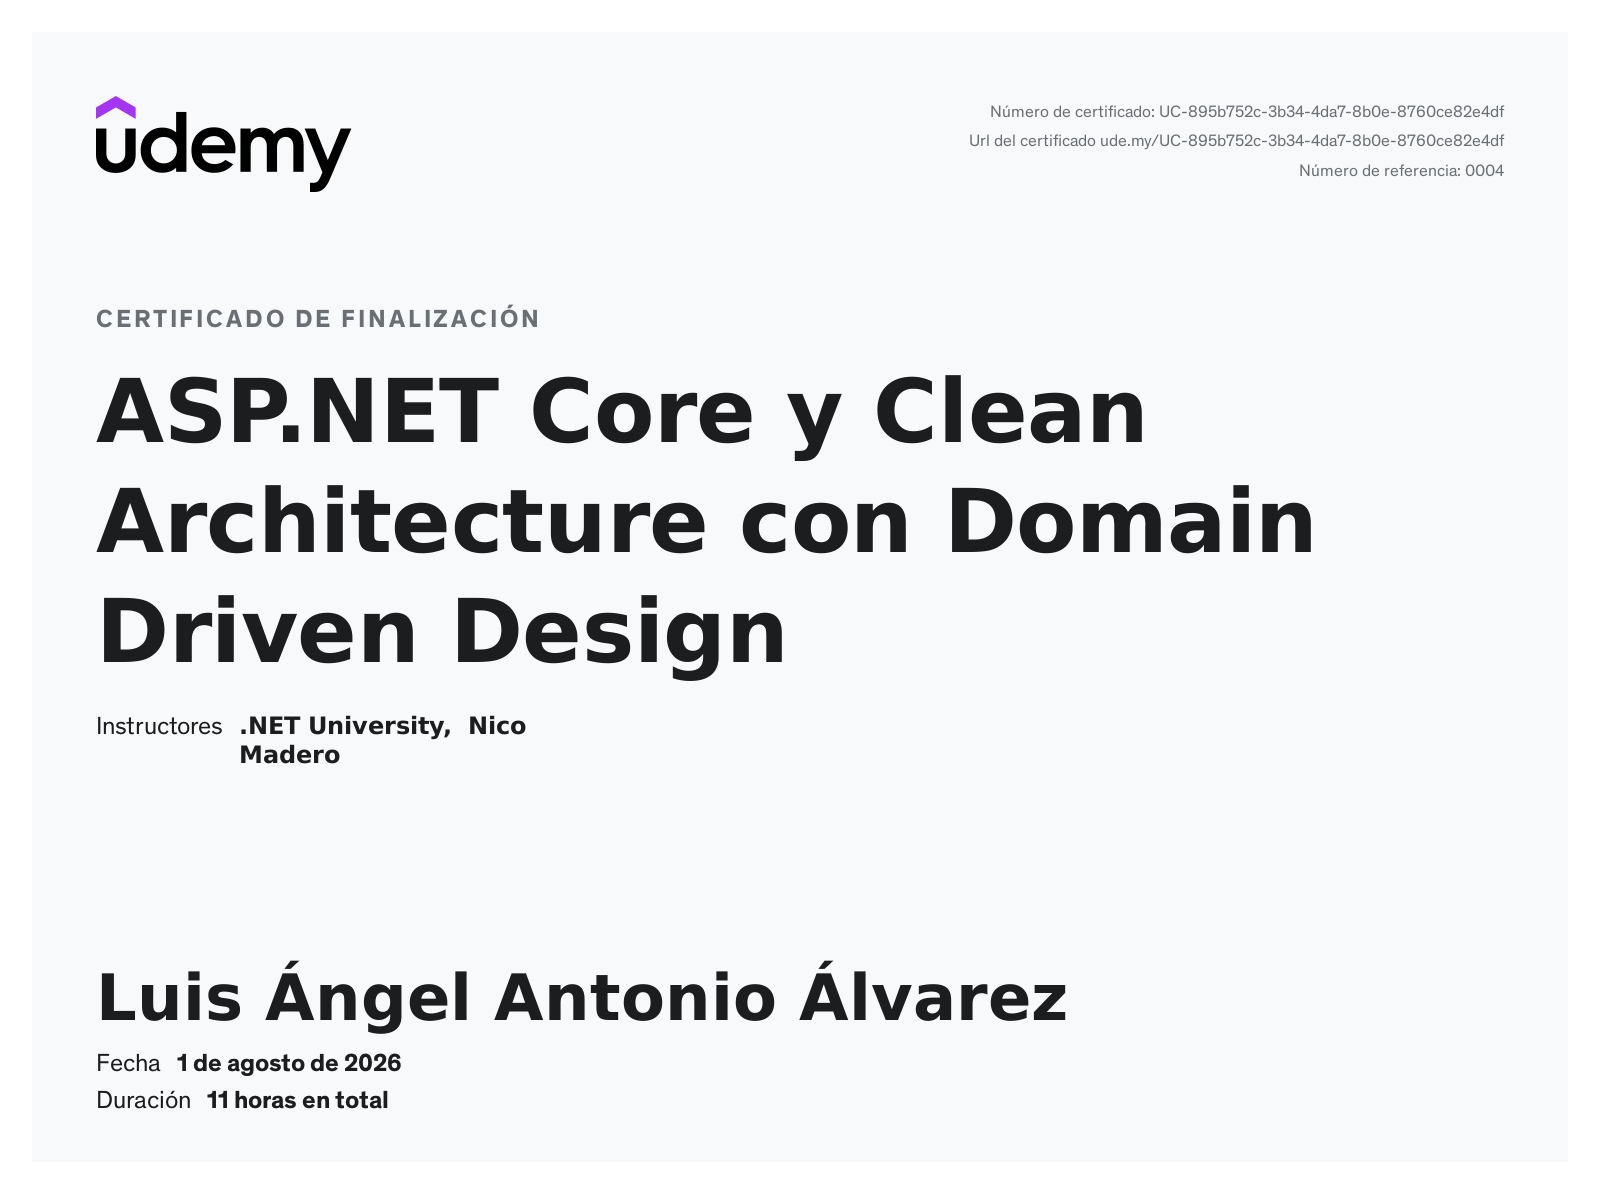 udemy
Número de certificado: UC-895b752c-3b34-4da7-8b0e-8760ce82e4df
Url del certificado ude.my/UC-895b752c-3b34-4da7-8b0e-8760ce82e4df
Número de referencia: 0004
CERTIFICADO DE FINALIZACIÓN
ASP.NET Core y Clean
Architecture con Domain
Driven Design
Instructores .NET University, Nico
Madero
Luis Ángel Antonio Álvarez
Fecha 1 de agosto de 2026
Duración 11 horas en total